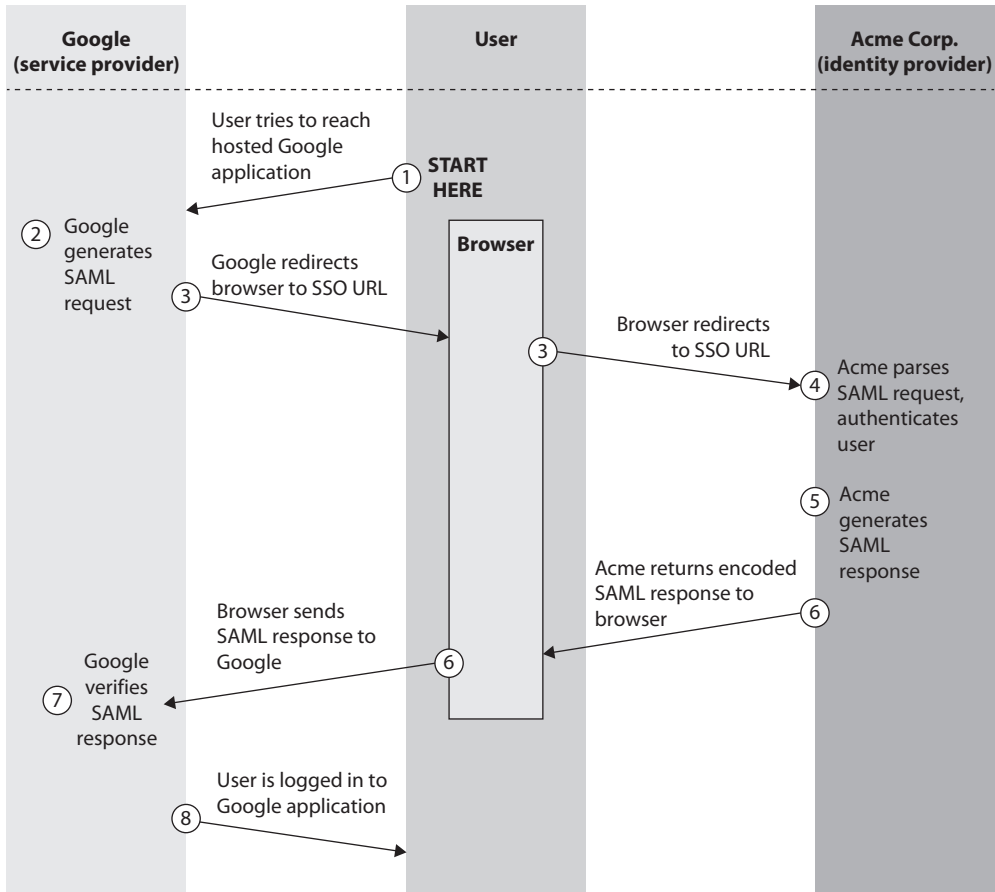 Google
(service provider)
User
Acme Corp.
(identity provider)
User tries to reach
hosted Google
application
1
START
HERE
2
Google
generates
SAML
request
Browser
Google redirects
browser to SSO URL
3
Browser redirects
to SSO URL
3
4
Acme parses
SAML request,
authenticates
user
5
Acme
generates
SAML
response
Acme returns encoded
SAML response to
browser
6
Browser sends
SAML response to
Google
6
7
Google
verifies
SAML
response
User is logged in to
Google application
8